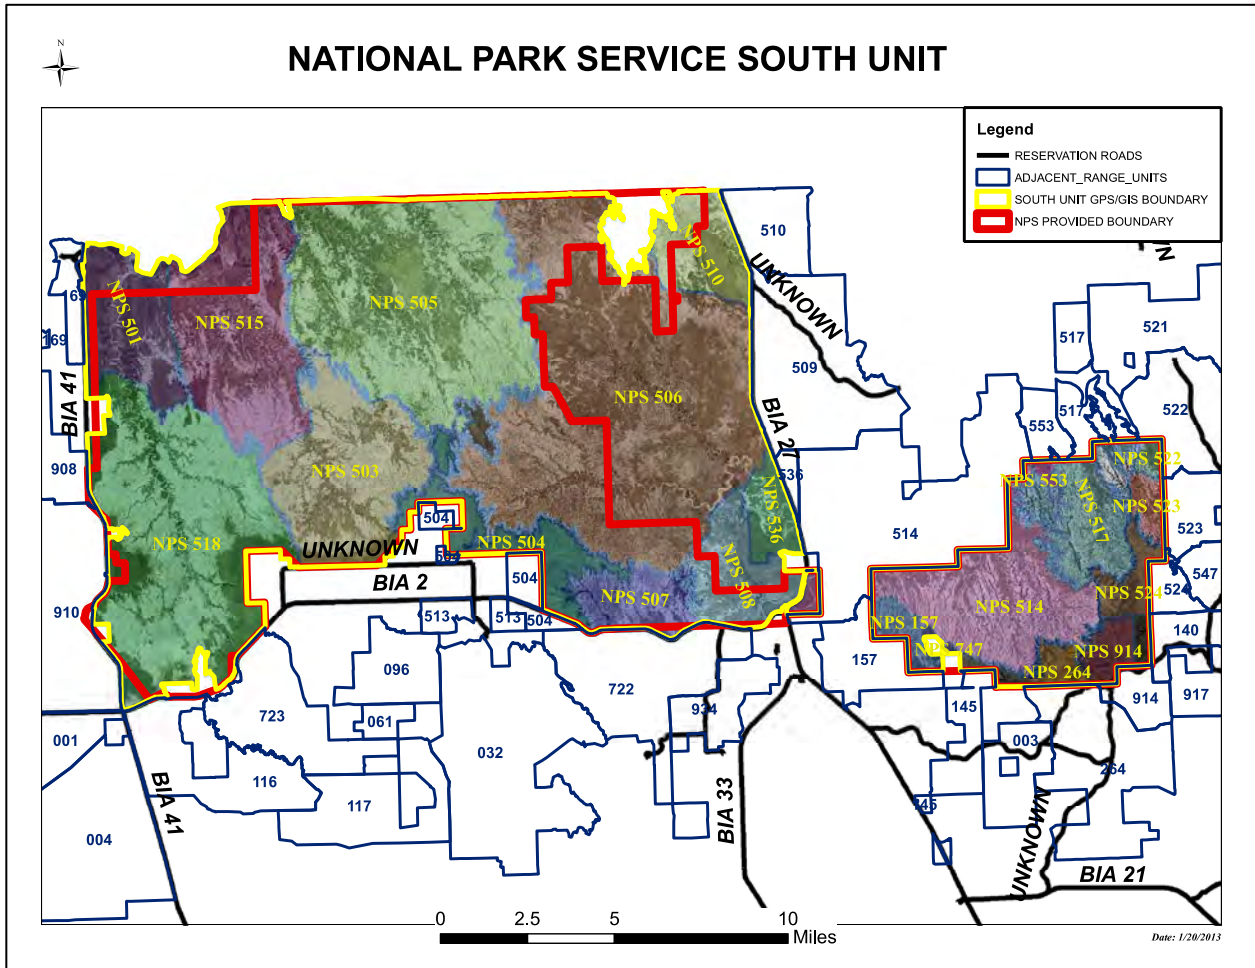 N
NATIONAL PARK SERVICE SOUTH UNIT
Legend
RESERVATION ROADS
ADJACENT_RANGE_UNITS
SOUTH UNIT GPS/GIS BOUNDARY
NPS PROVIDED BOUNDARY
510
UNKNOWN
NPS 510
169
NPS 501
NPS 515
NPS 505
169
517
521
509
BIA 41
NPS 506
BIA 27
553
517
522
908
NPS 503
536
NPS 522
NPS 553
NPS 517
NPS 523
504
NPS 536
514
523
NPS 518
UNKNOWN
504
NPS 504
BIA 2
504
547
NPS 508
NPS 507
NPS 514
NPS 524
524
910
513
513
504
NPS 157
140
NPS 747
NPS 914
157
NPS 264
096
722
914
917
934
145
723
061
001
032
003
116
264
117
BIA 41
145
004
BIA 33
UNKNOWN
BIA 21
0
2.5
5
10
Miles
Date: 1/20/2013